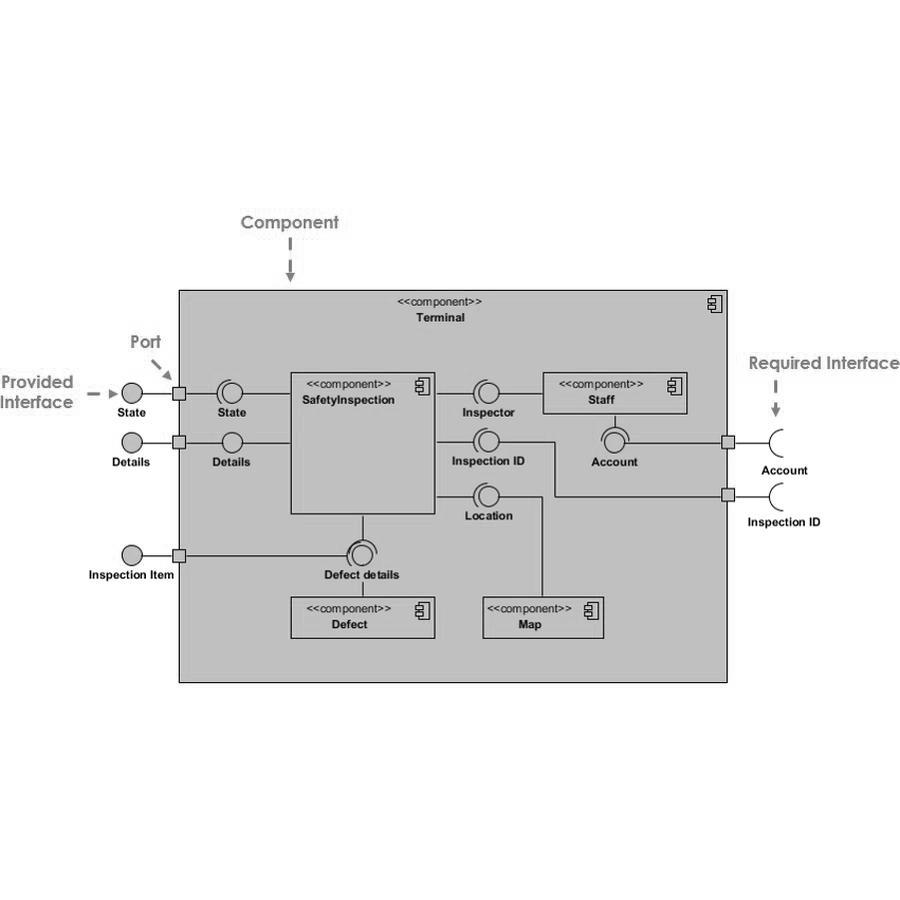 Component
<<component>>
Terminal
Port
Provided
Interface
Required Interface
<<component>>
SafetyInspection
<<component>>
Staff
State
State
Inspector
Details
Details
Inspection ID
Account
Account
Location
Inspection ID
Inspection Item
Defect details
<<component>>
Defect
<<component>>
Map